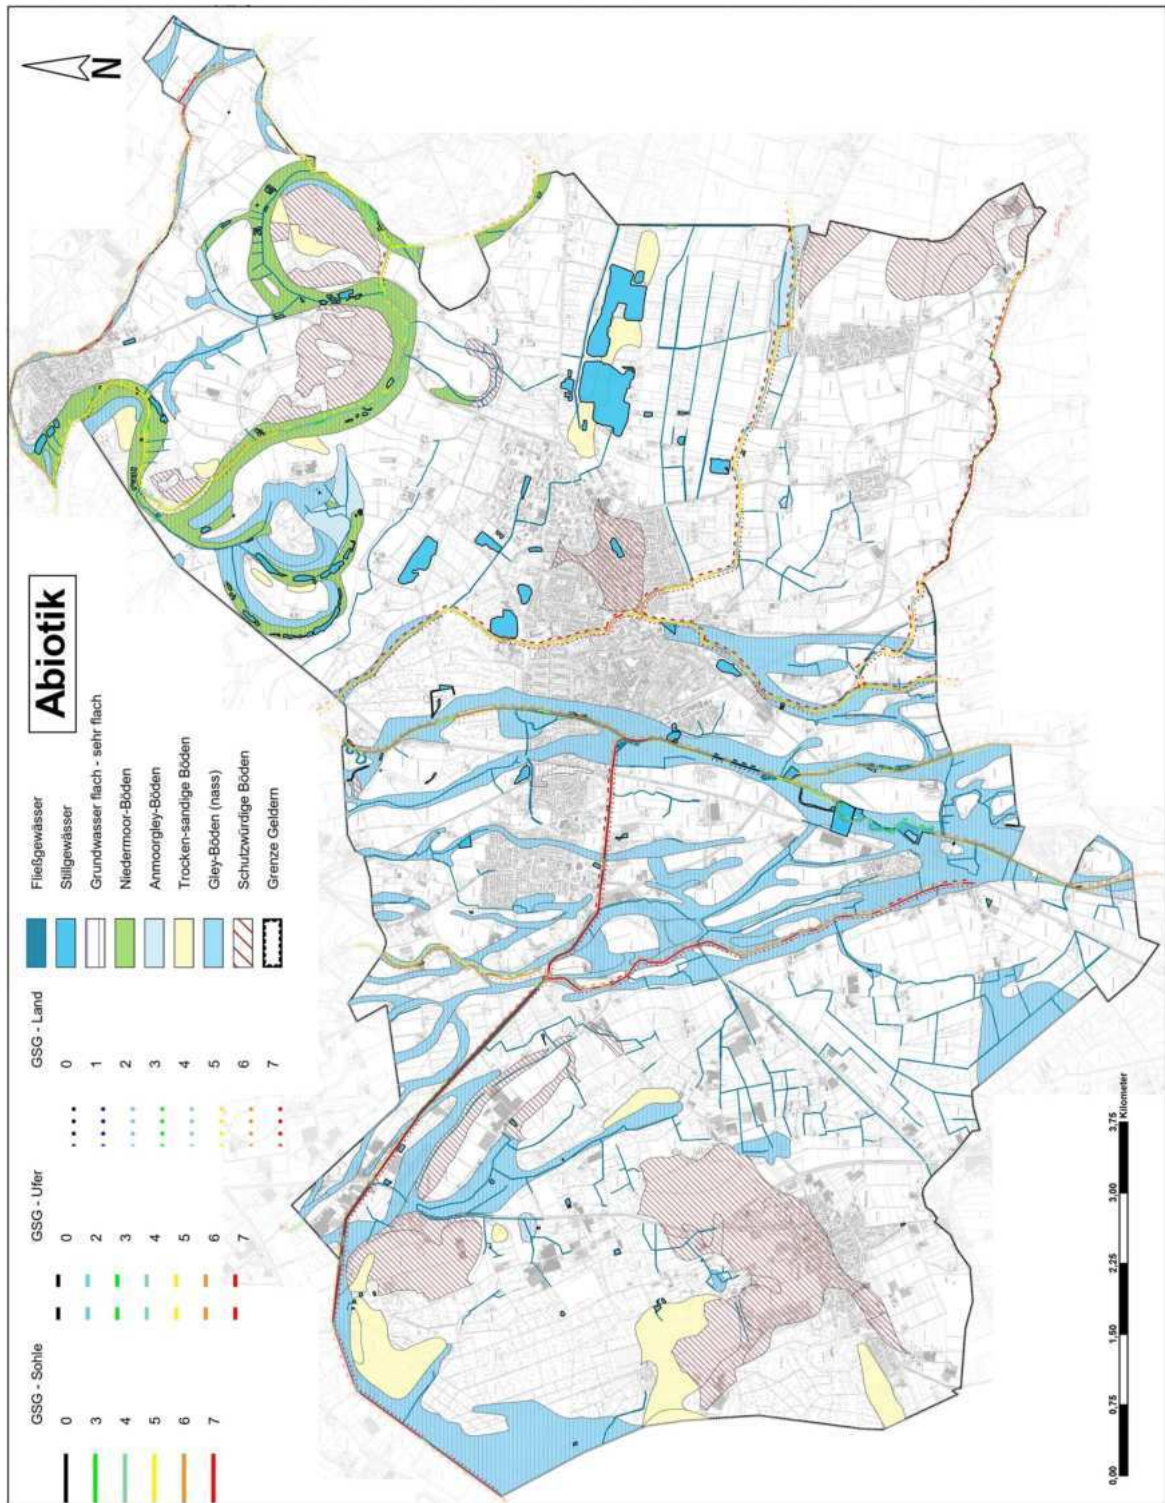 N
Abiotik
GSG - Sohle
0
3
4
5
6
7
GSG - Ufer
0
2
3
4
5
6
7
GSG - Land
0
1
2
3
4
5
6
7
Fließgewässer
Stillgewässer
Grundwasser flach - sehr flach
Niedermoor-Böden
Anmoorgley-Böden
Trocken-sandige Böden
Gley-Böden (nass)
Schutzwürdige Böden
Grenze Geldern
0,00 0,75 1,50 2,25 3,00 3,75
Kilometer